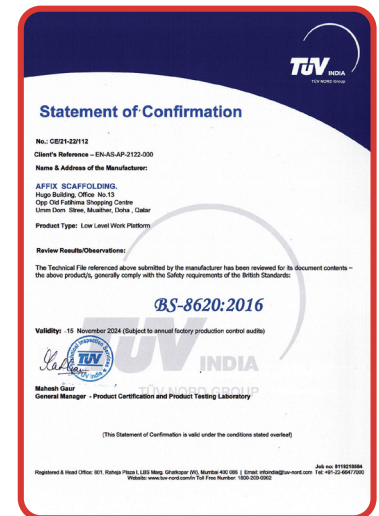 TÜV INDIA
TÜV NORD Group
Statement of Confirmation
No.: CE/21-22/112
Client's Reference – EN-AS-AP-2122-000
Name & Address of the Manufacturer:
AFFIX SCAFFOLDING.
Hugo Building, Office No.13
Opp Old Fathima Shopping Centre
Umm Dom Stree, Muaither, Doha , Qatar
Product Type: Low Level Work Platform
Review Results/Observations:
The Technical File referenced above submitted by the manufacturer has been reviewed for its document contents –
the above product/s, generally comply with the Safety requirements of the British Standards:
BS-8620:2016
Validity: -15 November 2024 (Subject to annual factory production control audits)
TÜV
TÜV INDIA
TÜV NORD GROUP
Mahesh Gaur
General Manager - Product Certification and Product Testing Laboratory
(This Statement of Confirmation is valid under the conditions stated overleaf)
Job no: 8119218554
Registered & Head Office: 801, Raheja Plaza I, LBS Marg, Ghatkopar (W), Mumbai 400 086 | Email: infoindia@tuv-nord.com Tel: +91-22-66477000
Website: www.tuv-nord.com/in Toll Free Number: 1800-209-0902